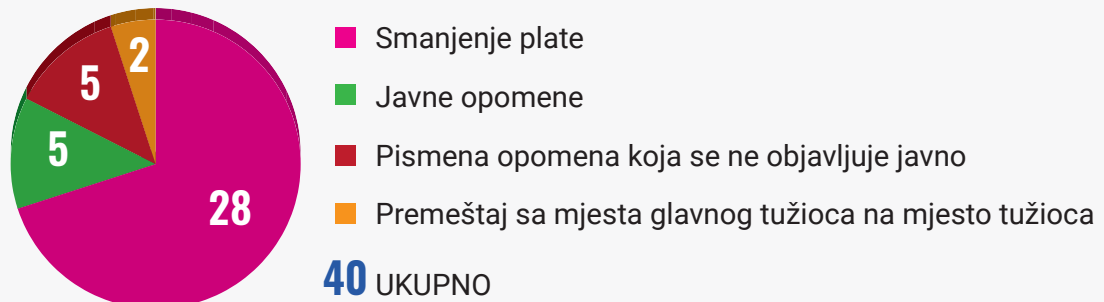 2
5
5
28
Smanjenje plate
Javne opomene
Pismena opomena koja se ne objavljuje javno
Premeštaj sa mjesta glavnog tužioca na mjesto tužioca
40 UKUPNO